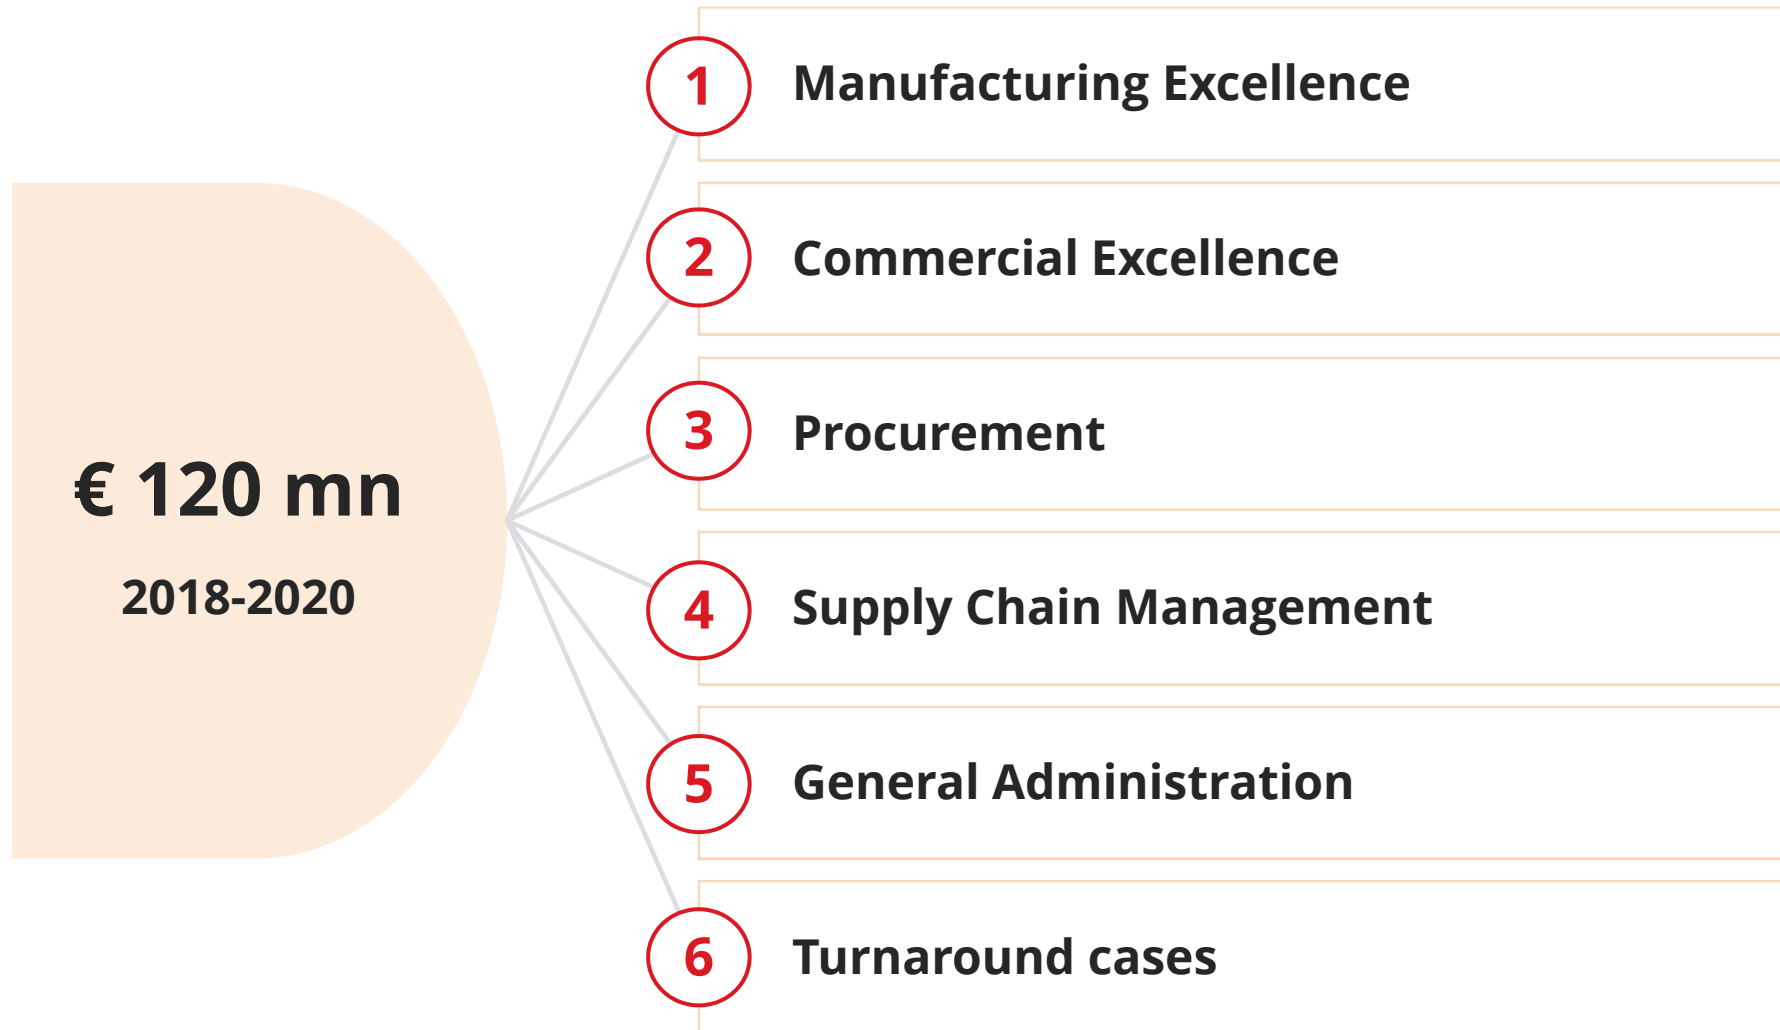 € 120 mn
2018-2020
1 Manufacturing Excellence
2 Commercial Excellence
3 Procurement
4 Supply Chain Management
5 General Administration
6 Turnaround cases